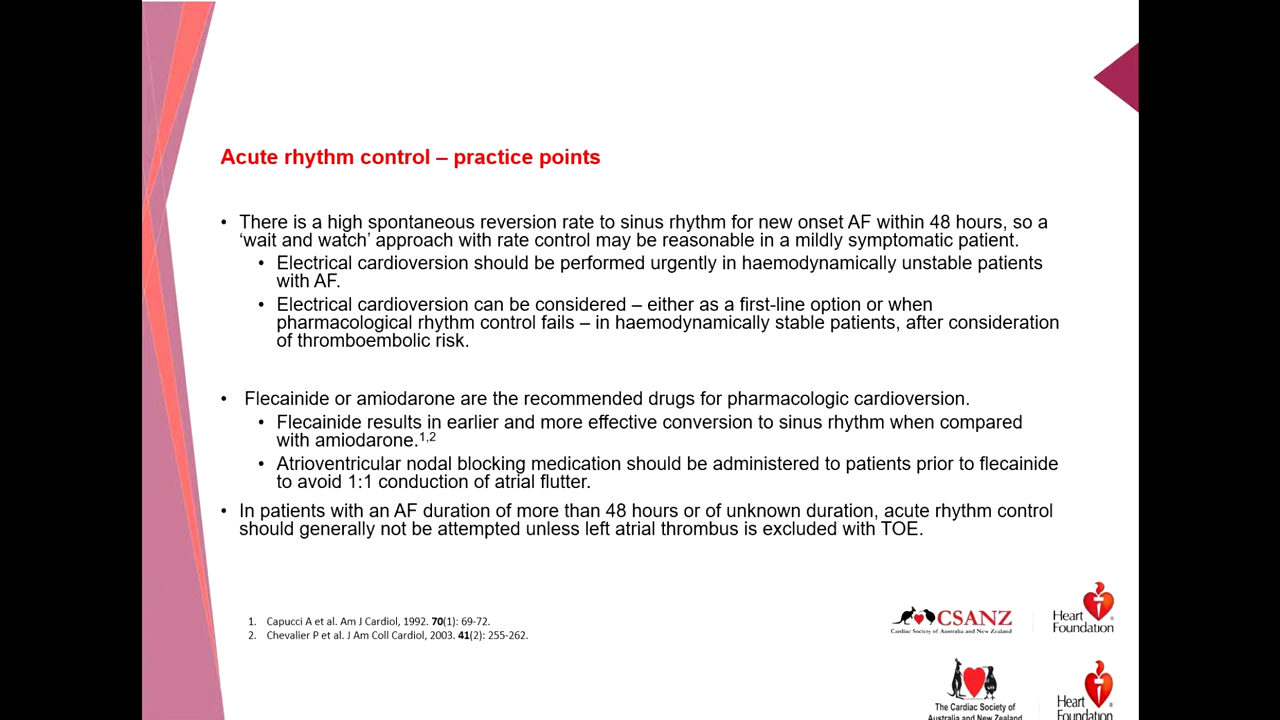 Acute rhythm control – practice points
• There is a high spontaneous reversion rate to sinus rhythm for new onset AF within 48 hours, so a
‘wait and watch’ approach with rate control may be reasonable in a mildly symptomatic patient.
• Electrical cardioversion should be performed urgently in haemodynamically unstable patients
with AF.
• Electrical cardioversion can be considered – either as a first-line option or when
pharmacological rhythm control fails – in haemodynamically stable patients, after consideration
of thromboembolic risk.
• Flecainide or amiodarone are the recommended drugs for pharmacologic cardioversion.
• Flecainide results in earlier and more effective conversion to sinus rhythm when compared
with amiodarone.1,2
• Atrioventricular nodal blocking medication should be administered to patients prior to flecainide
to avoid 1:1 conduction of atrial flutter.
• In patients with an AF duration of more than 48 hours or of unknown duration, acute rhythm control
should generally not be attempted unless left atrial thrombus is excluded with TOE.
1. Capucci A et al. Am J Cardiol, 1992. 70(1): 69-72.
2. Chevalier P et al. J Am Coll Cardiol, 2003. 41(2): 255-262.
CSANZ
Cardiac Society of Australia and New Zealand
Heart
Foundation
The Cardiac Society of
Australia and New Zealand
Heart
Foundation